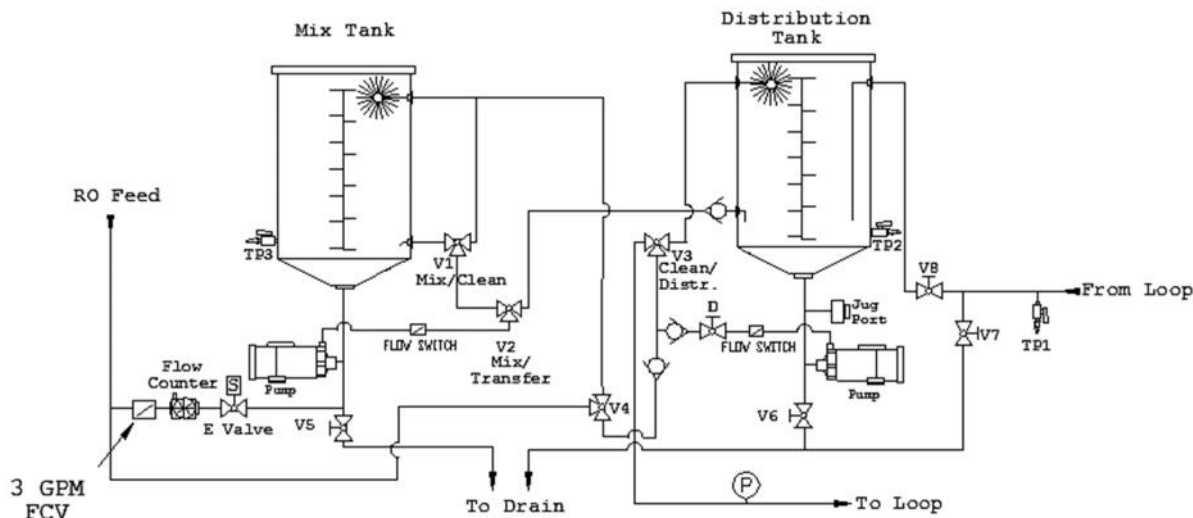 Mix Tank
Distribution
Tank
RO Feed
TP3
V1
Mix/Clean
V3
Clean/
Distr.
TP2
V8
From Loop
D
Jug
Port
V7
TP1
FLOW SWITCH
V2
Mix/
Transfer
FLOW SWITCH
Flow
Counter
S
Pump
Pump
E Valve
V5
V4
V6
3 GPM
FCV
To Drain
P
To Loop